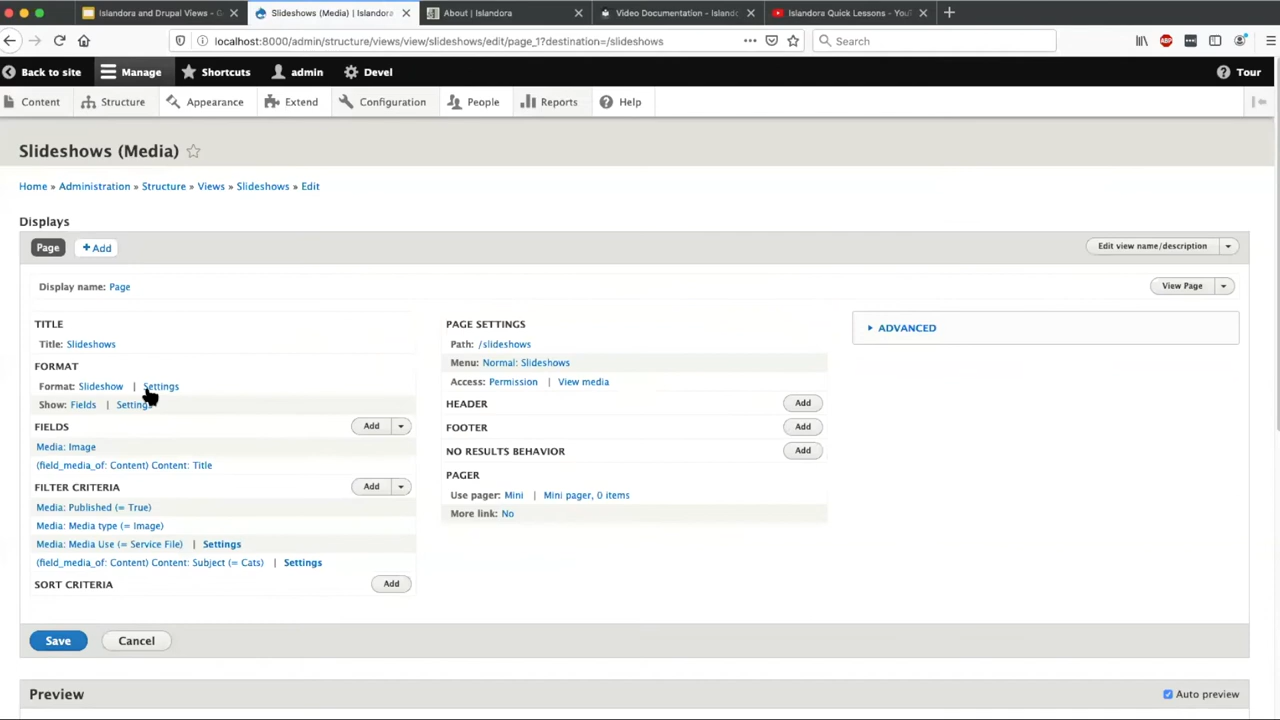 Islandora and Drupal Views - G
Slideshows (Media) | Islandora
About | Islandora
Video Documentation — Island
Islandora Quick Lessons - You
localhost:8000/admin/structure/views/view/slideshows/edit/page_1?destination=/slideshows
Search
Back to site
Manage
Shortcuts
admin
Devel
Tour
Content
Structure
Appearance
Extend
Configuration
People
Reports
Help
Slideshows (Media)
Home » Administration » Structure » Views » Slideshows » Edit
Displays
Page
+ Add
Edit view name/description
Display name: Page
View Page
TITLE
Title: Slideshows
FORMAT
Format: Slideshow | Settings
Show: Fields | Settings
FIELDS
Add
Media: Image
(field_media_of: Content) Content: Title
FILTER CRITERIA
Add
Media: Published (= True)
Media: Media type (= Image)
Media: Media Use (= Service File) | Settings
(field_media_of: Content) Content: Subject (= Cats) | Settings
SORT CRITERIA
Add
PAGE SETTINGS
Path: /slideshows
Menu: Normal: Slideshows
Access: Permission | View media
HEADER
Add
FOOTER
Add
NO RESULTS BEHAVIOR
Add
PAGER
Use pager: Mini | Mini pager, 0 items
More link: No
ADVANCED
Save
Cancel
Preview
Auto preview